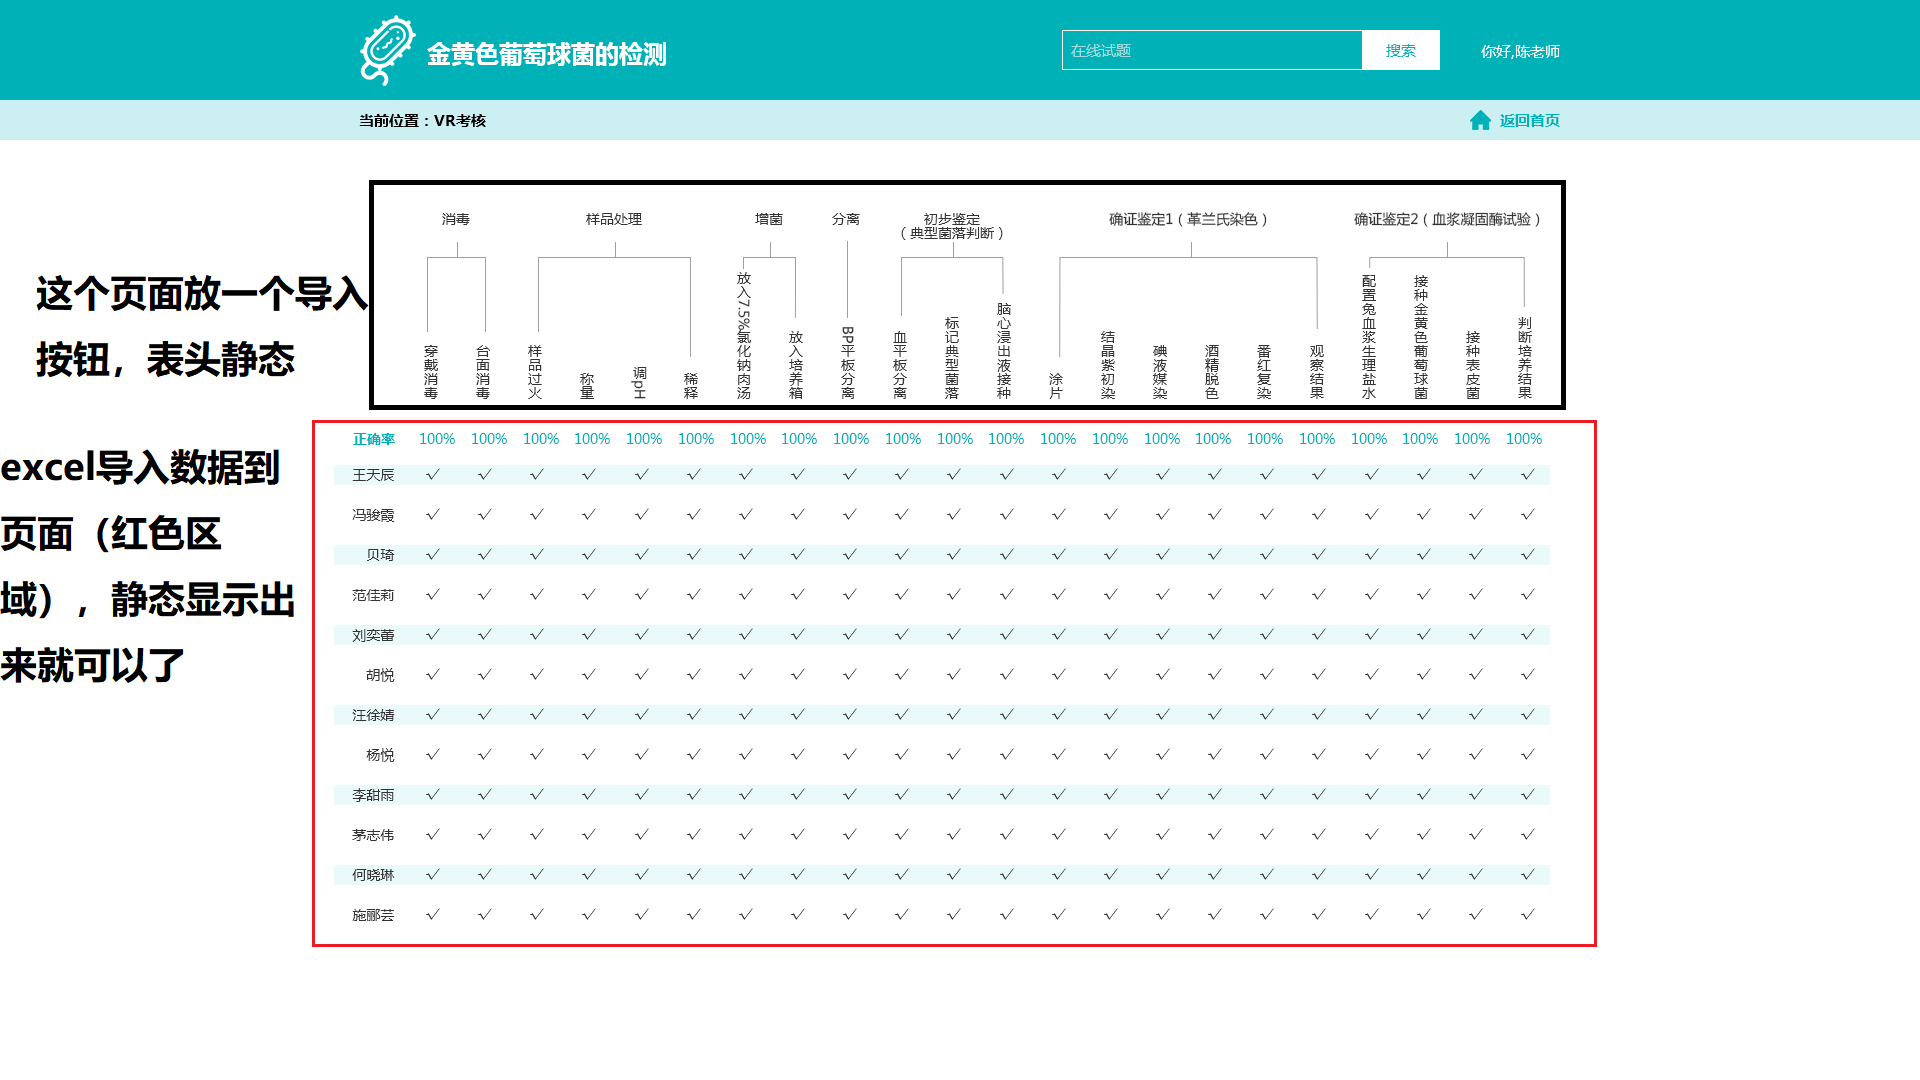 金黄色葡萄球菌的检测
在线试题
搜索
你好,陈老师
当前位置：VR考核
返回首页
这个页面放一个导入
按钮，表头静态
消毒
样品处理
增菌
分离
初步鉴定
（典型菌落判断）
确证鉴定1（革兰氏染色）
确证鉴定2（血浆凝固酶试验）
穿戴消毒
台面消毒
样品过火
称量
调pH
稀释
放入7.5%氯化钠肉汤
放入培养箱
BP平板分离
血平板分离
标记典型菌落
脑心浸出液接种
涂片
结晶紫初染
碘液媒染
酒精脱色
番红复染
观察结果
配置兔血浆生理盐水
接种金黄色葡萄球菌
接种表皮菌
判断培养结果
excel导入数据到
页面（红色区
域），静态显示出
来就可以了
正确率 100% 100% 100% 100% 100% 100% 100% 100% 100% 100% 100% 100% 100% 100% 100% 100% 100% 100% 100% 100% 100% 100%
王天辰 √ √ √ √ √ √ √ √ √ √ √ √ √ √ √ √ √ √ √ √ √ √
冯骏霞 √ √ √ √ √ √ √ √ √ √ √ √ √ √ √ √ √ √ √ √ √ √
贝琦 √ √ √ √ √ √ √ √ √ √ √ √ √ √ √ √ √ √ √ √ √ √
范佳莉 √ √ √ √ √ √ √ √ √ √ √ √ √ √ √ √ √ √ √ √ √ √
刘奕蕾 √ √ √ √ √ √ √ √ √ √ √ √ √ √ √ √ √ √ √ √ √ √
胡悦 √ √ √ √ √ √ √ √ √ √ √ √ √ √ √ √ √ √ √ √ √ √
汪徐婧 √ √ √ √ √ √ √ √ √ √ √ √ √ √ √ √ √ √ √ √ √ √
杨悦 √ √ √ √ √ √ √ √ √ √ √ √ √ √ √ √ √ √ √ √ √ √
李甜雨 √ √ √ √ √ √ √ √ √ √ √ √ √ √ √ √ √ √ √ √ √ √
茅志伟 √ √ √ √ √ √ √ √ √ √ √ √ √ √ √ √ √ √ √ √ √ √
何晓琳 √ √ √ √ √ √ √ √ √ √ √ √ √ √ √ √ √ √ √ √ √ √
施郦芸 √ √ √ √ √ √ √ √ √ √ √ √ √ √ √ √ √ √ √ √ √ √